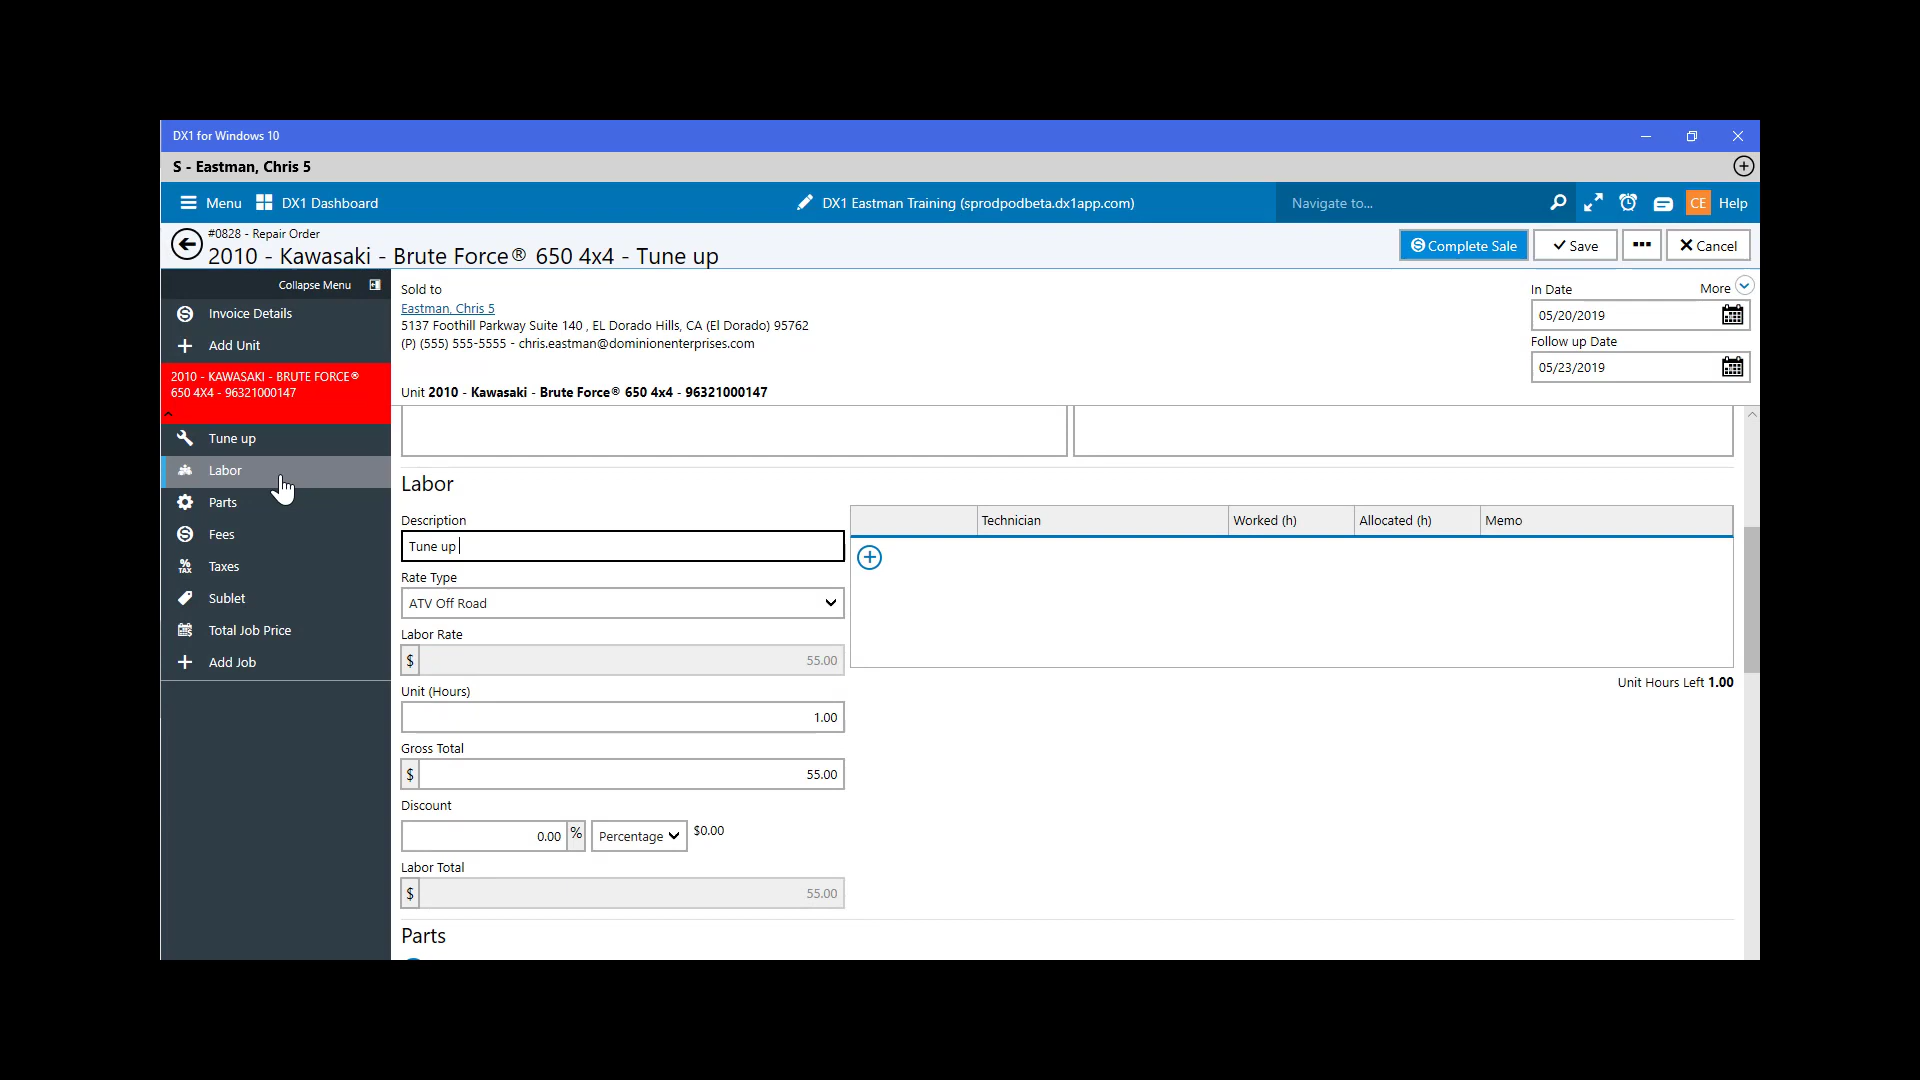 DX1 for Windows 10
S - Eastman, Chris 5
Menu DX1 Dashboard DX1 Eastman Training (sprodpodbeta.dx1app.com) Navigate to... CE Help
#0828 - Repair Order
2010 - Kawasaki - Brute Force® 650 4x4 - Tune up
Complete Sale Save ••• Cancel
Collapse Menu
Invoice Details
Add Unit
2010 - KAWASAKI - BRUTE FORCE®
650 4X4 - 96321000147
Tune up
Labor
Parts
Fees
% TAX Taxes
Sublet
Total Job Price
Add Job
Sold to
Eastman, Chris 5
5137 Foothill Parkway Suite 140 , EL Dorado Hills, CA (El Dorado) 95762
(P) (555) 555-5555 - chris.eastman@dominionenterprises.com
In Date More
05/20/2019
Follow up Date
05/23/2019
Unit 2010 - Kawasaki - Brute Force® 650 4x4 - 96321000147
Labor
Description
Tune up
Rate Type
ATV Off Road
Labor Rate
$ 55.00
Unit (Hours)
1.00
Gross Total
$ 55.00
Discount
0.00 % Percentage $0.00
Labor Total
$ 55.00
Technician Worked (h) Allocated (h) Memo
Unit Hours Left 1.00
Parts